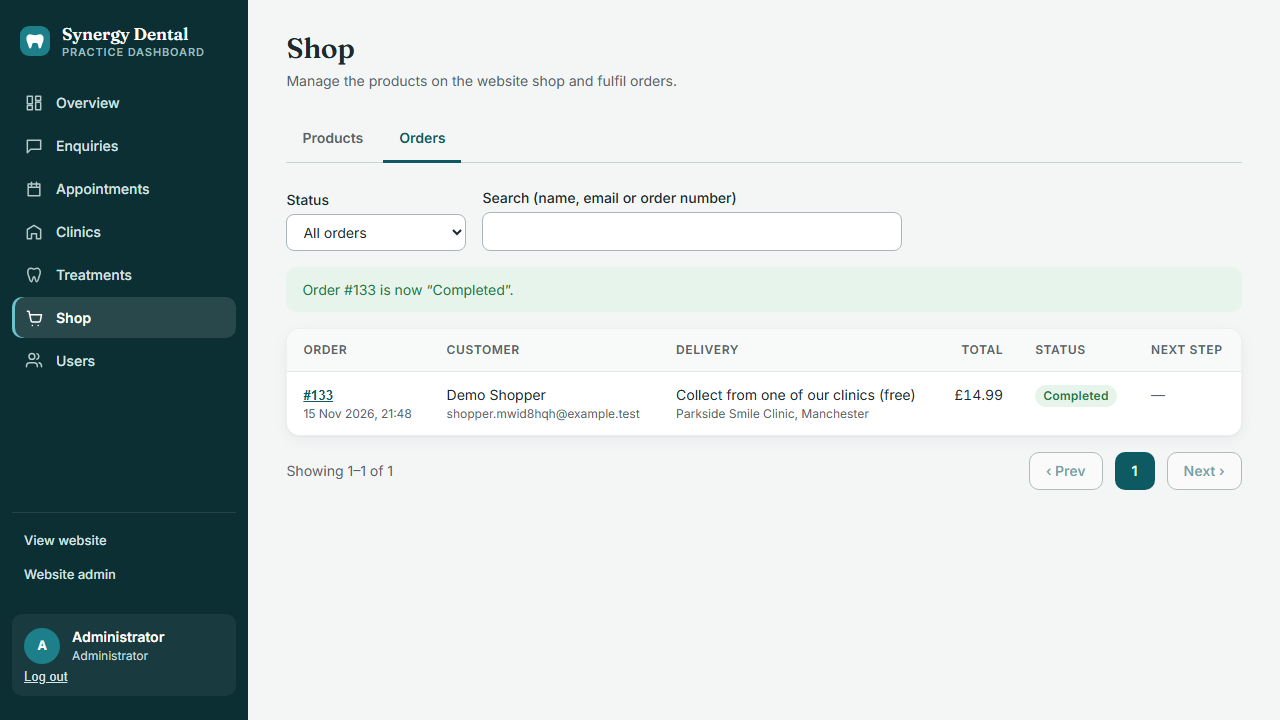 Synergy Dental
PRACTICE DASHBOARD
Overview
Enquiries
Appointments
Clinics
Treatments
Shop
Users
View website
Website admin
A
Administrator
Administrator
Log out
Shop
Manage the products on the website shop and fulfil orders.
Products Orders
Status
All orders
Search (name, email or order number)
Order #133 is now “Completed”.
ORDER CUSTOMER DELIVERY TOTAL STATUS NEXT STEP
#133 Demo Shopper Collect from one of our clinics (free) £14.99 Completed —
15 Nov 2026, 21:48 shopper.mwid8hqh@example.test Parkside Smile Clinic, Manchester
Showing 1–1 of 1
‹ Prev 1 Next ›